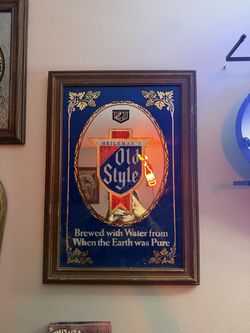 HEILEMAN'S
Old
Style
Brewed with Water from
When the Earth was Pure